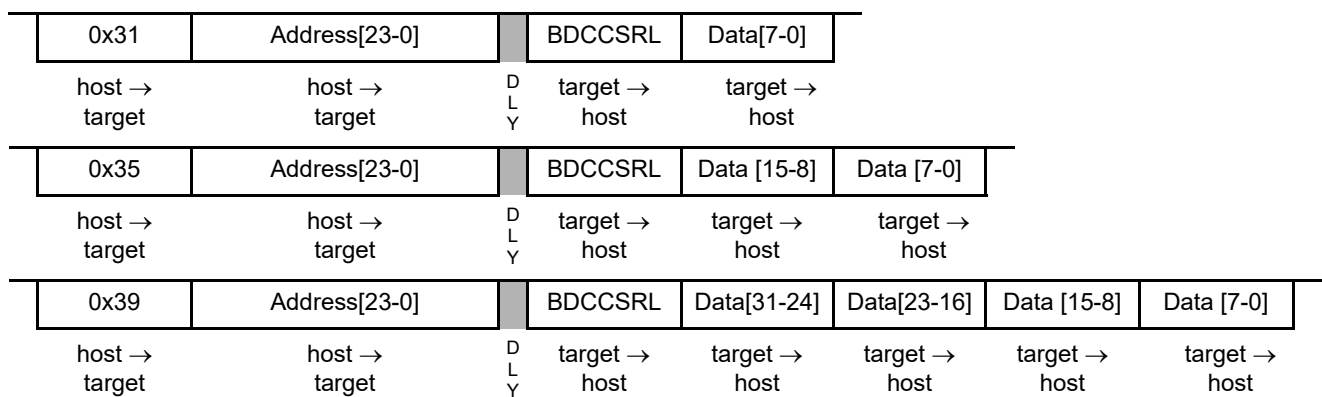 0x31 Address[23-0] BDCCSRL Data[7-0]
host → host → D target → target →
target target L host host
Y
0x35 Address[23-0] BDCCSRL Data [15-8] Data [7-0]
host → host → D target → target → target →
target target L host host host
Y
0x39 Address[23-0] BDCCSRL Data[31-24] Data[23-16] Data [15-8] Data [7-0]
host → host → D target → target → target → target → target →
target target L host host host host host
Y